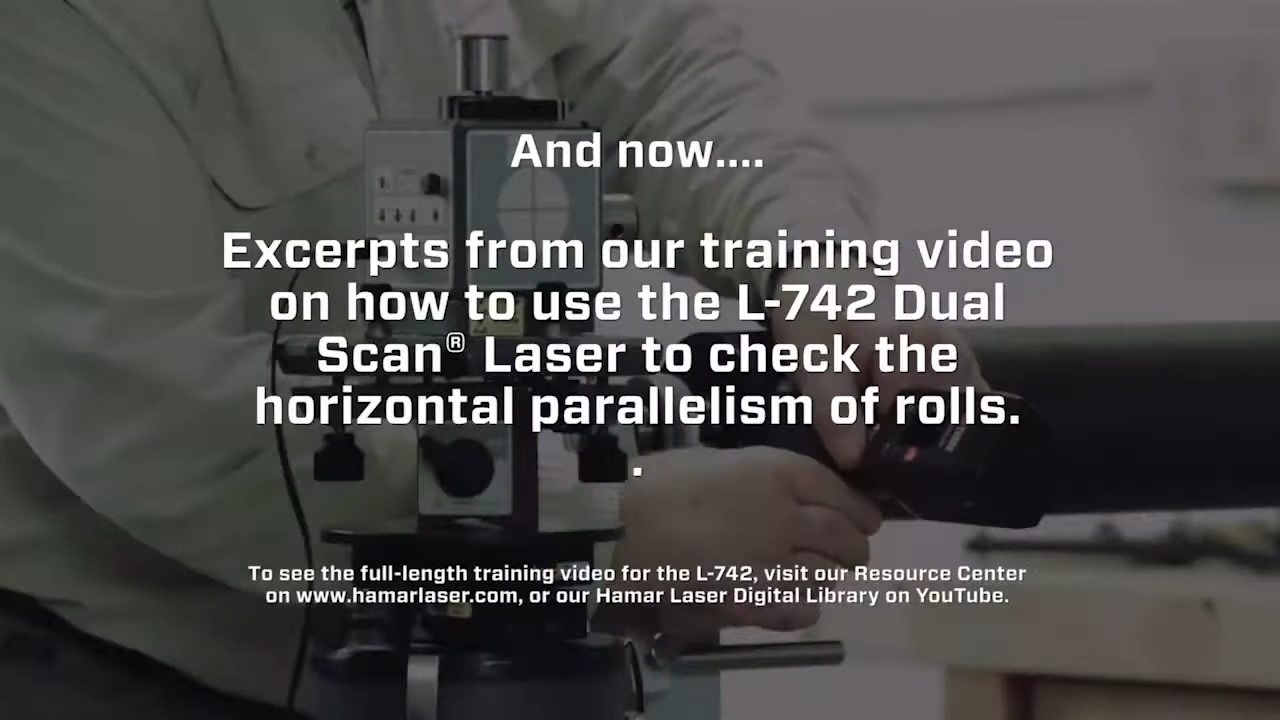 And now....
Excerpts from our training video
on how to use the L-742 Dual
Scan® Laser to check the
horizontal parallelism of rolls.
.
To see the full-length training video for the L-742, visit our Resource Center
on www.hamarlaser.com, or our Hamar Laser Digital Library on YouTube.